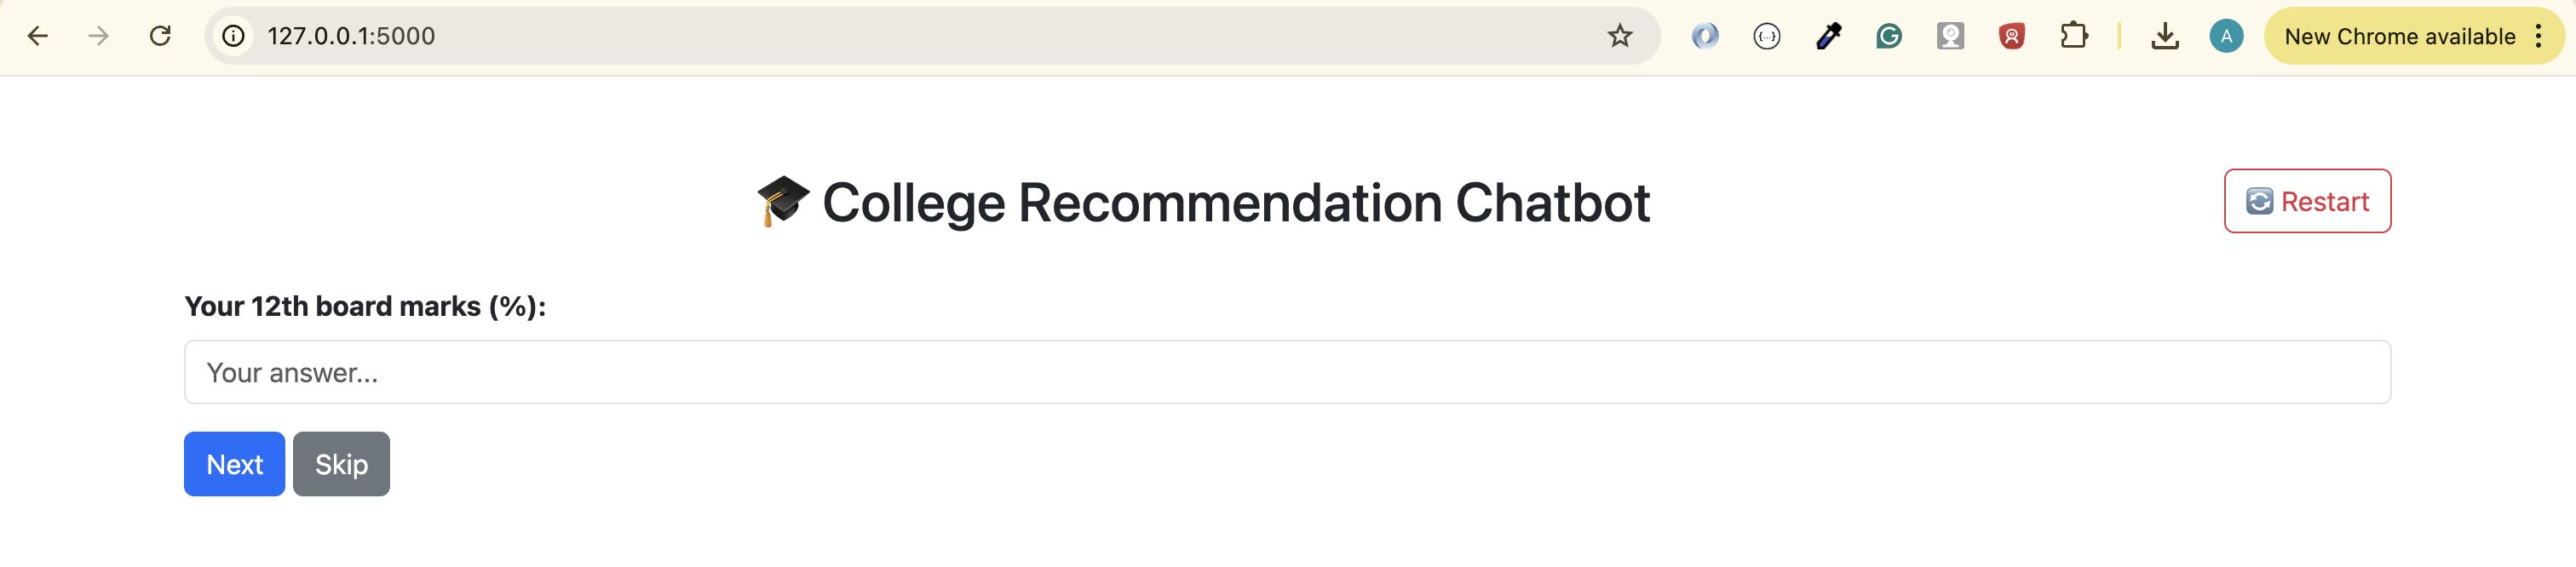 127.0.0.1:5000
A
New Chrome available
🎓 College Recommendation Chatbot
🔄 Restart
Your 12th board marks (%):
Your answer...
Next
Skip